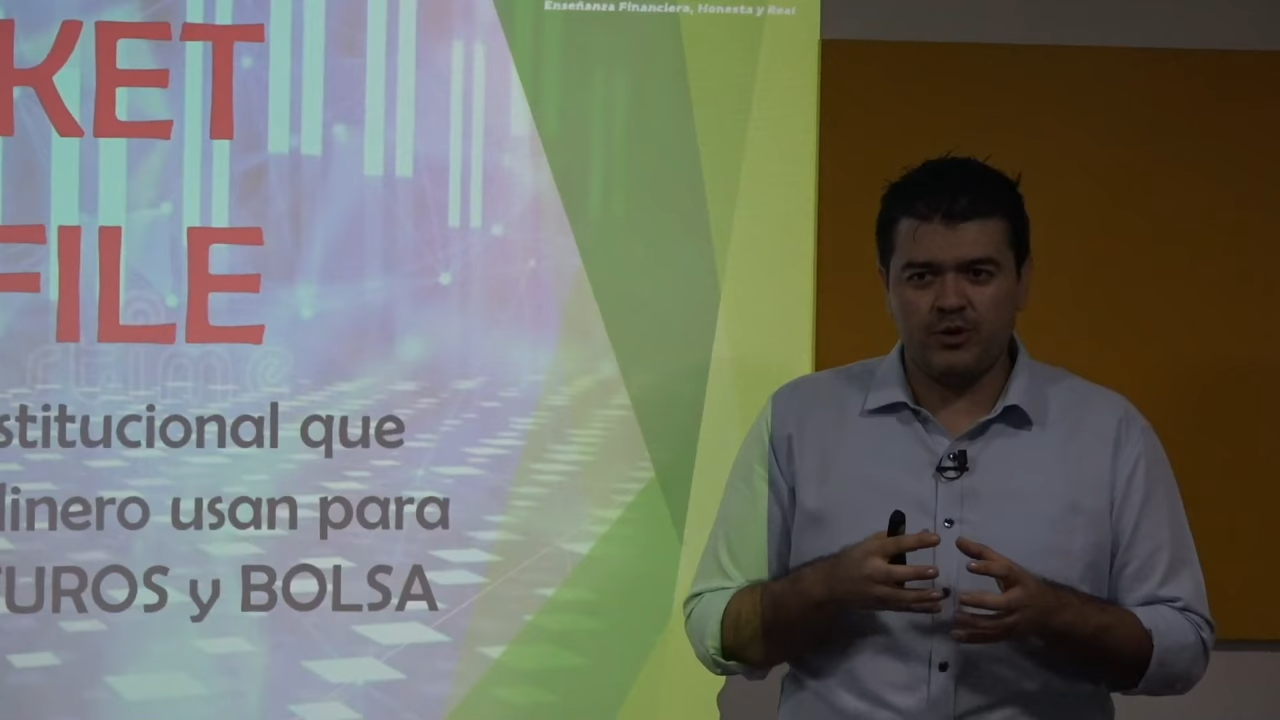 Enseñanza Financiera, Honesta y Real
KET
FILE
stitucional que
dinero usan para
TUROS y BOLSA